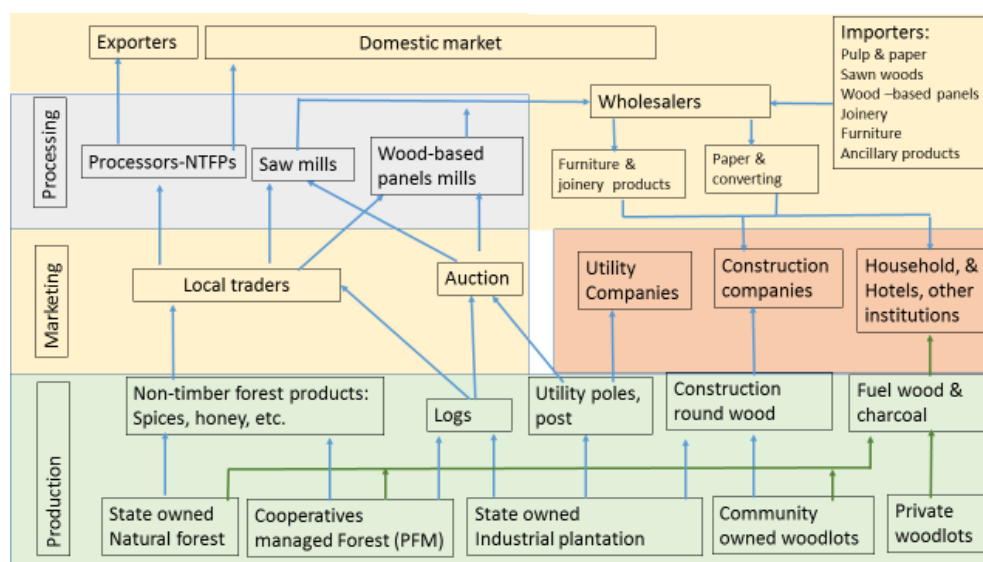 Exporters
Domestic market
Importers:
Pulp & paper
Sawn woods
Wood –based panels
Joinery
Furniture
Ancillary products
Wholesalers
Processing
Processors-NTFPs
Saw mills
Wood-based
panels mills
Furniture &
joinery products
Paper &
converting
Marketing
Local traders
Auction
Utility
Companies
Construction
companies
Household, &
Hotels, other
institutions
Production
Non-timber forest products:
Spices, honey, etc.
Logs
Utility poles,
post
Construction
round wood
Fuel wood &
charcoal
State owned
Natural forest
Cooperatives
managed Forest (PFM)
State owned
Industrial plantation
Community
owned woodlots
Private
woodlots